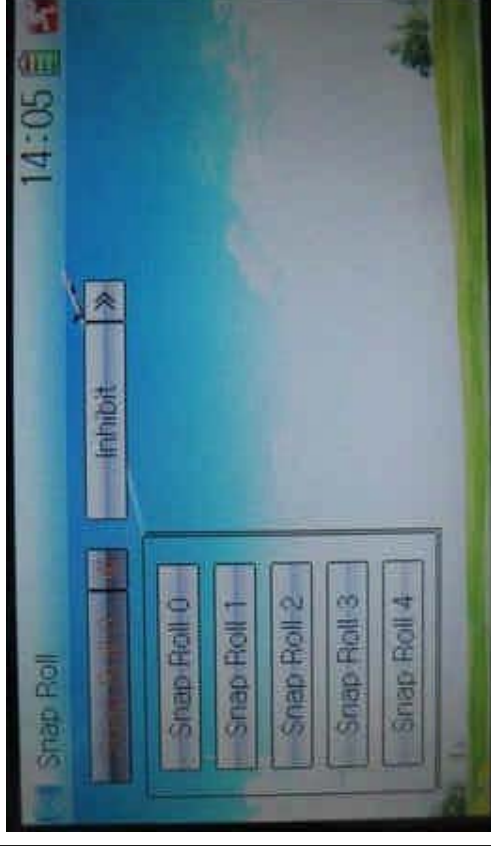 Snap Roll 14:05
Inhibit »
Snap Roll 0
Snap Roll 1
Snap Roll 2
Snap Roll 3
Snap Roll 4